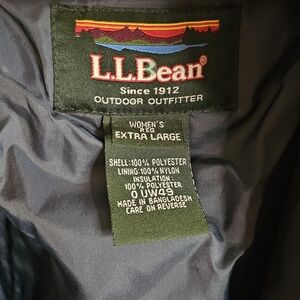 L.L.Bean®
Since 1912
OUTDOOR OUTFITTER
WOMEN'S
REG
EXTRA LARGE
SHELL:100% POLYESTER
LINING:100% NYLON
INSULATION:
100% POLYESTER
0 UW49
MADE IN BANGLADESH
CARE ON REVERSE